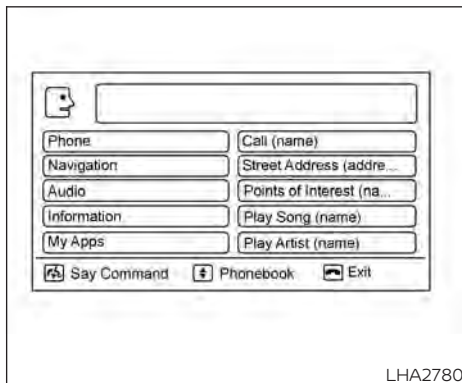 Phone Call (name)
Navigation Street Address (addre...
Audio Points of Interest (na...
Information Play Song (name)
My Apps Play Artist (name)
Say Command Phonebook Exit
LHA2780